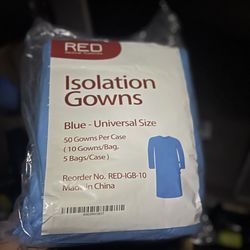 RED
Isolation
Gowns
Blue - Universal Size
50 Gowns Per Case
( 10 Gowns/Bag,
5 Bags/Case )
Reorder No. RED-IGB-10
Made in China